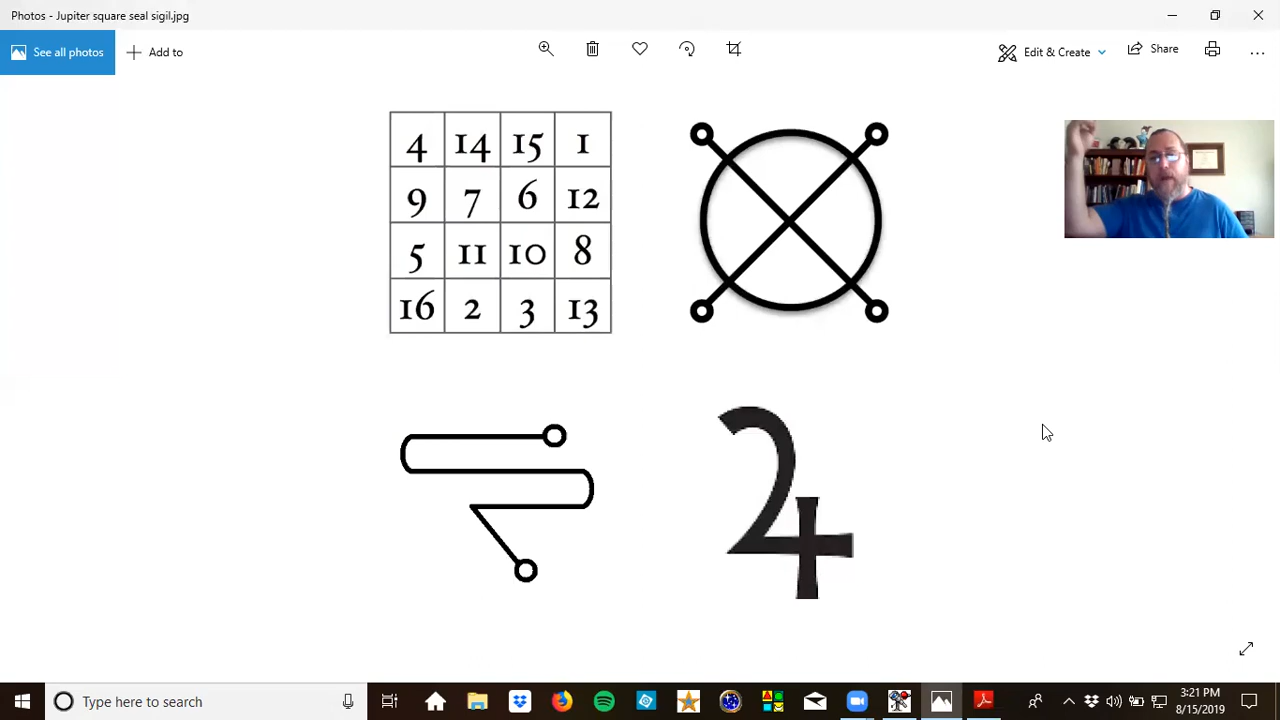 Photos - Jupiter square seal sigil.jpg
See all photos
Add to
Edit & Create
Share
4 14 15 1
9 7 6 12
5 11 10 8
16 2 3 13
Type here to search
3:21 PM
8/15/2019